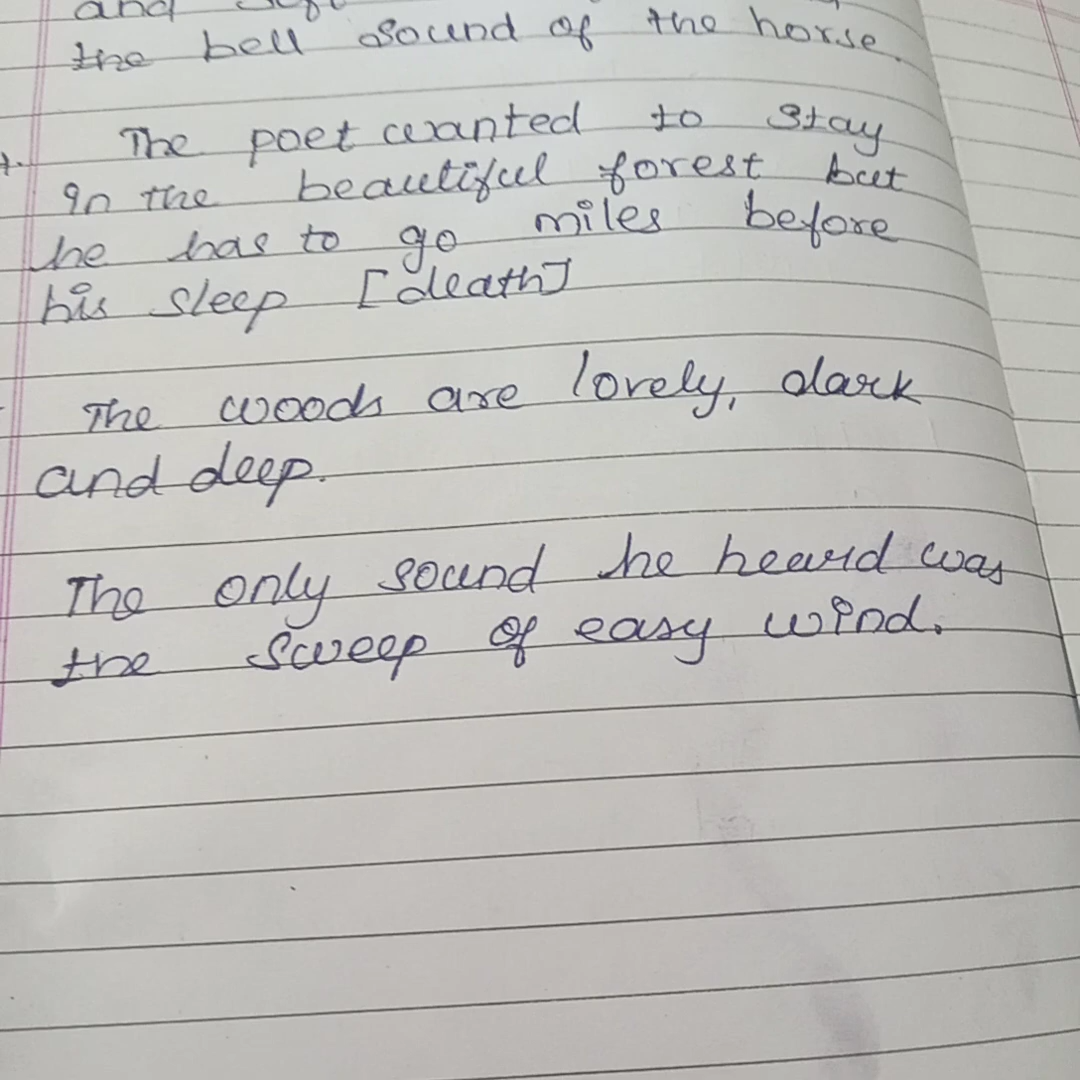 and
the bell sound of the horse.
The poet wanted to stay
in the beautiful forest but
he has to go miles before
his sleep [death]
The woods are lovely, dark
and deep.
The only sound he heard was
the sweep of easy wind.